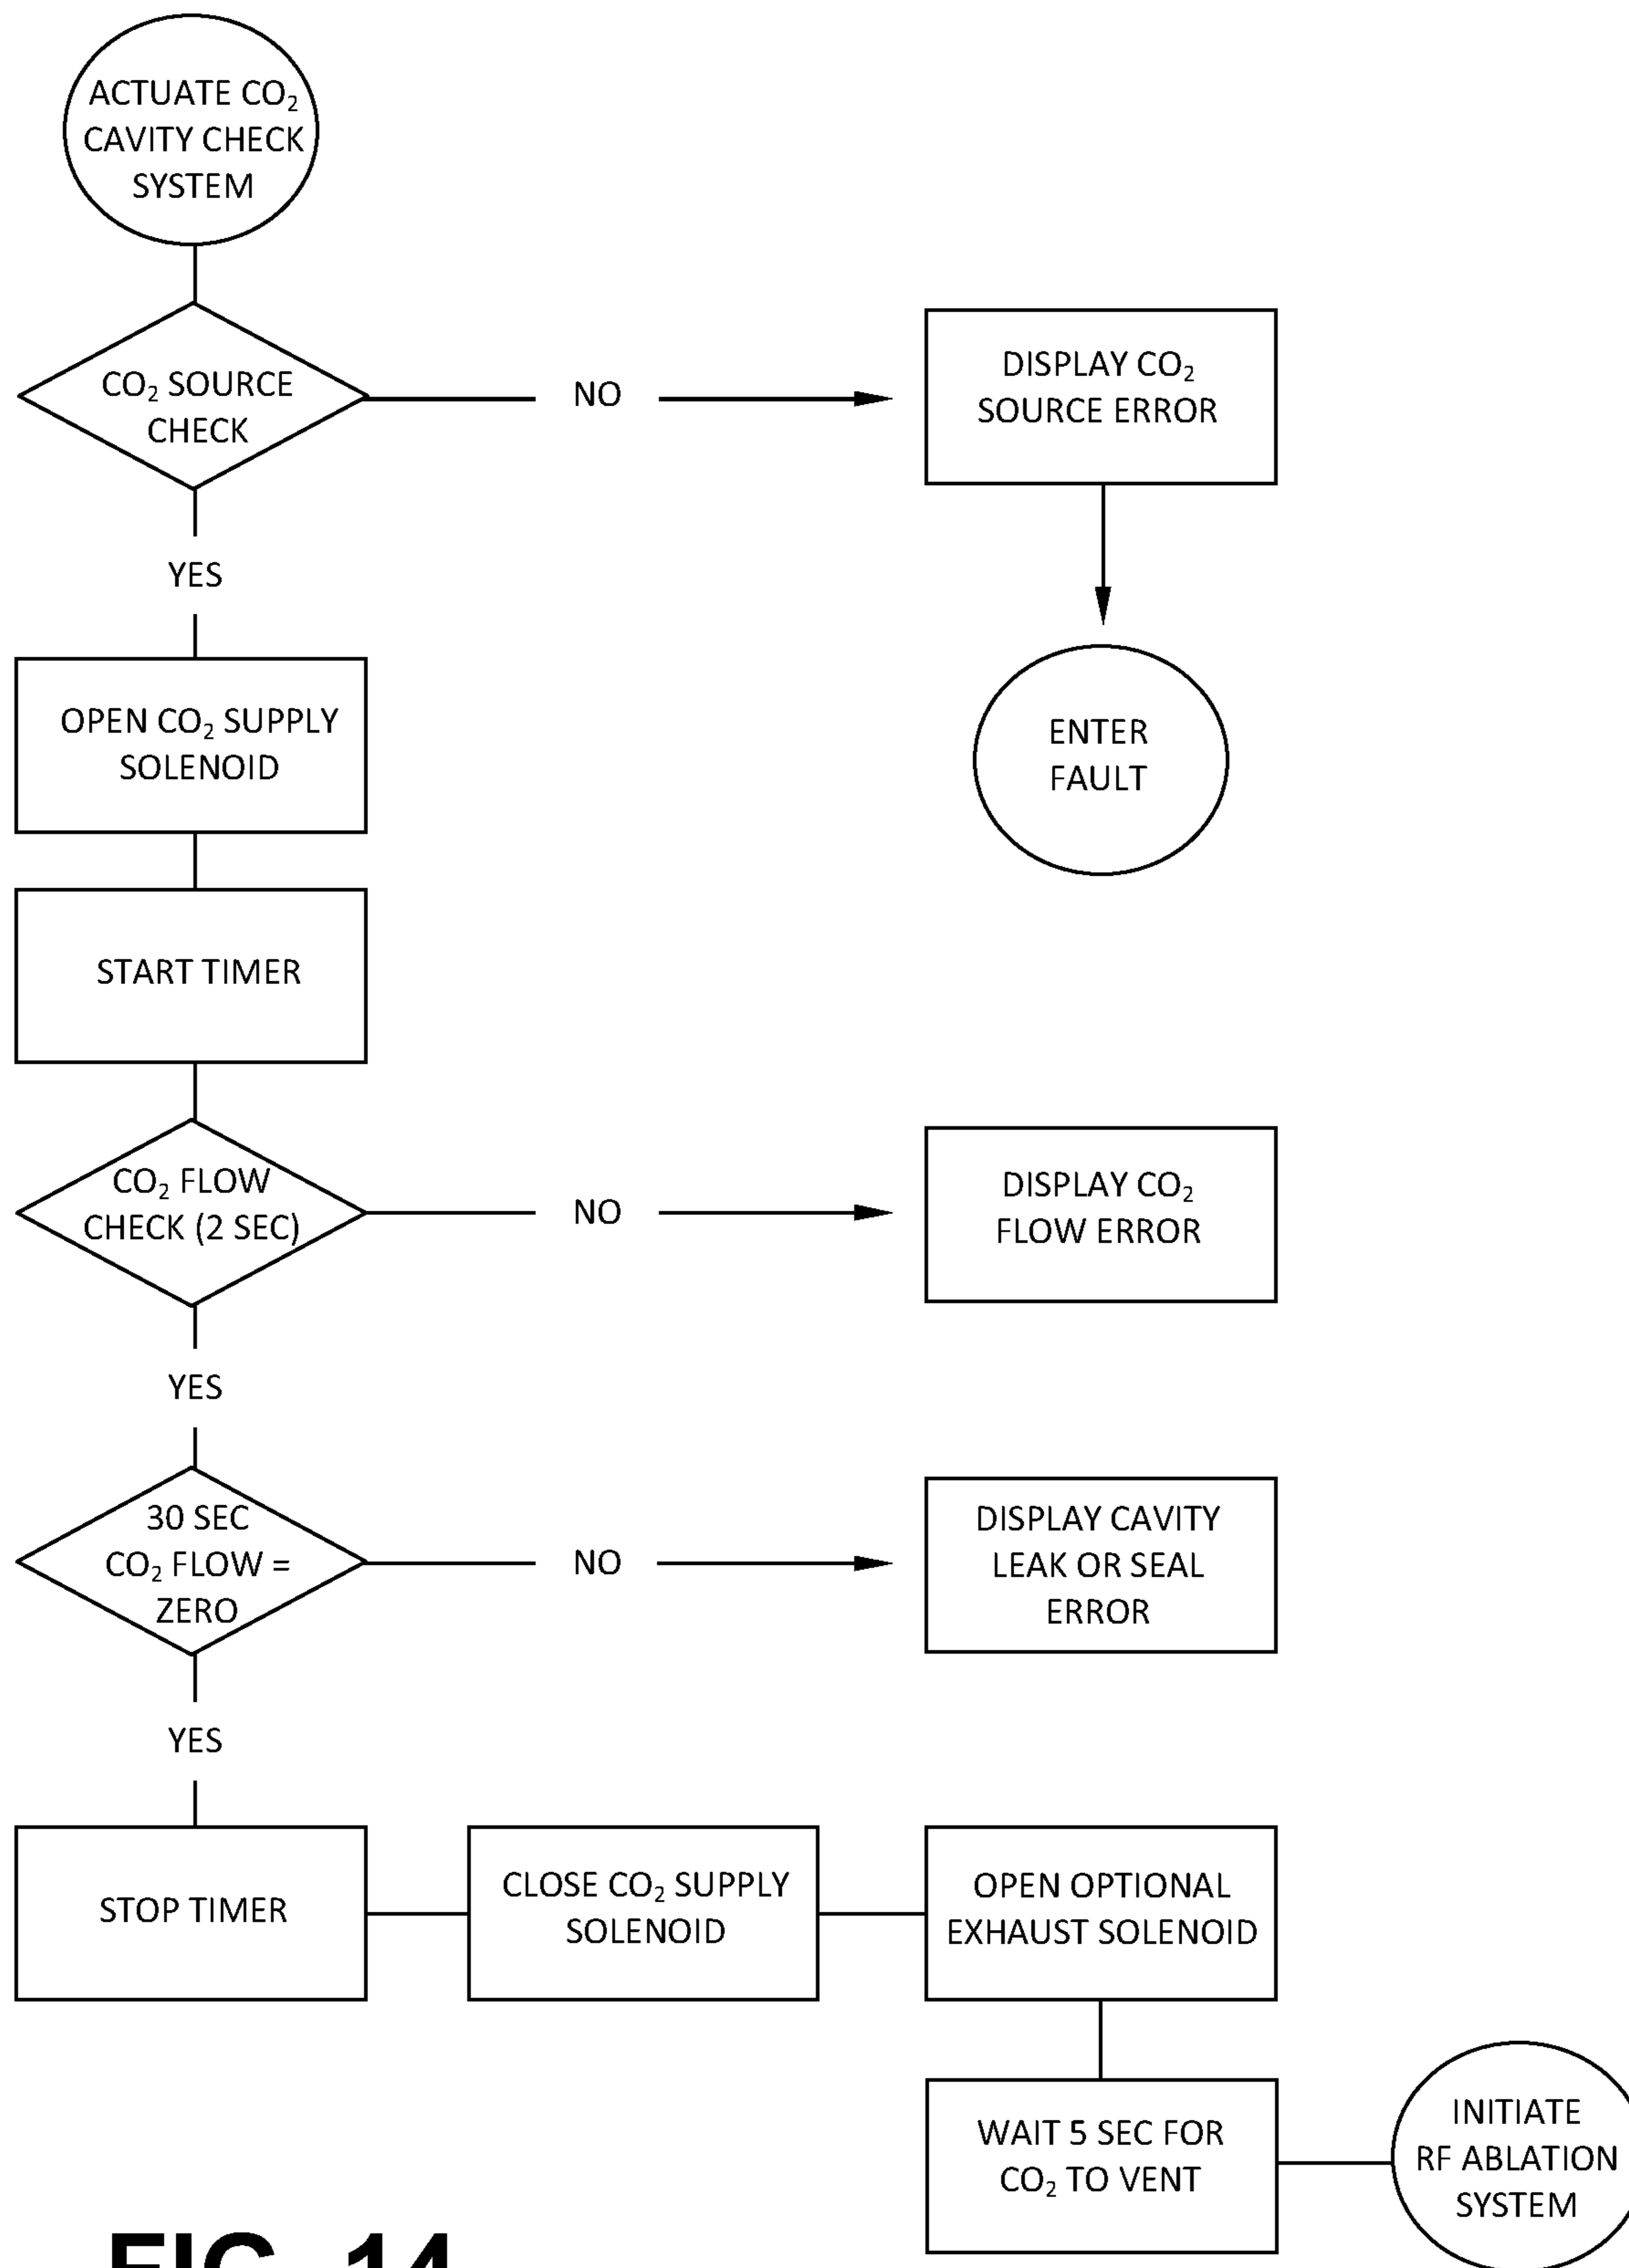 ACTUATE CO₂
CAVITY CHECK
SYSTEM
CO₂ SOURCE
CHECK
NO
DISPLAY CO₂
SOURCE ERROR
YES
ENTER
FAULT
OPEN CO₂ SUPPLY
SOLENOID
START TIMER
CO₂ FLOW
CHECK (2 SEC)
NO
DISPLAY CO₂
FLOW ERROR
YES
30 SEC
CO₂ FLOW =
ZERO
NO
DISPLAY CAVITY
LEAK OR SEAL
ERROR
YES
STOP TIMER
CLOSE CO₂ SUPPLY
SOLENOID
OPEN OPTIONAL
EXHAUST SOLENOID
WAIT 5 SEC FOR
CO₂ TO VENT
INITIATE
RF ABLATION
SYSTEM
FIG. 14